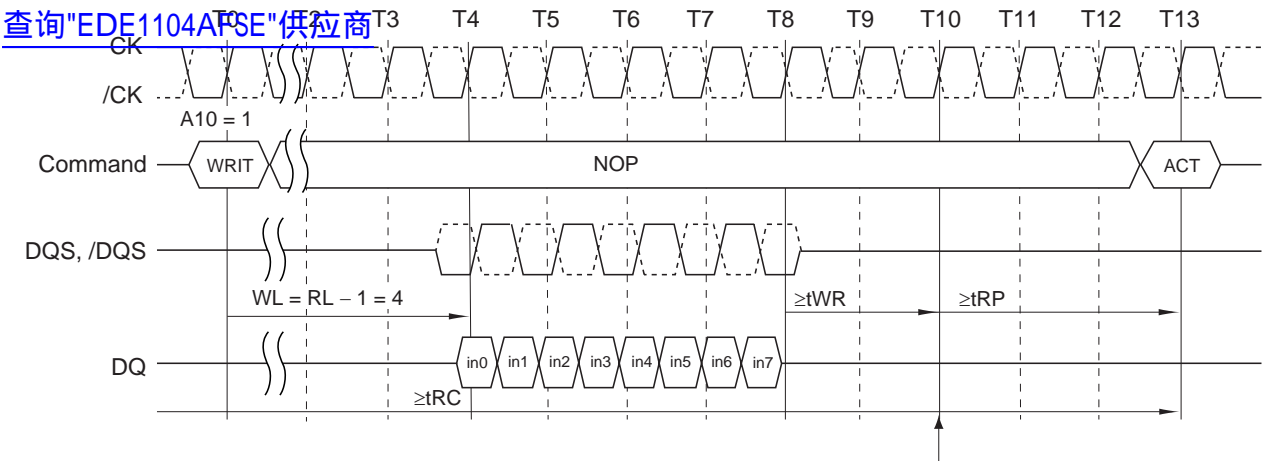 查询"EDE1104AFSE"供应商
T0 T2 T3 T4 T5 T6 T7 T8 T9 T10 T11 T12 T13
CK
/CK
A10 = 1
Command WRIT NOP ACT
DQS, /DQS
WL = RL − 1 = 4 ≥tWR ≥tRP
DQ in0 in1 in2 in3 in4 in5 in6 in7
≥tRC